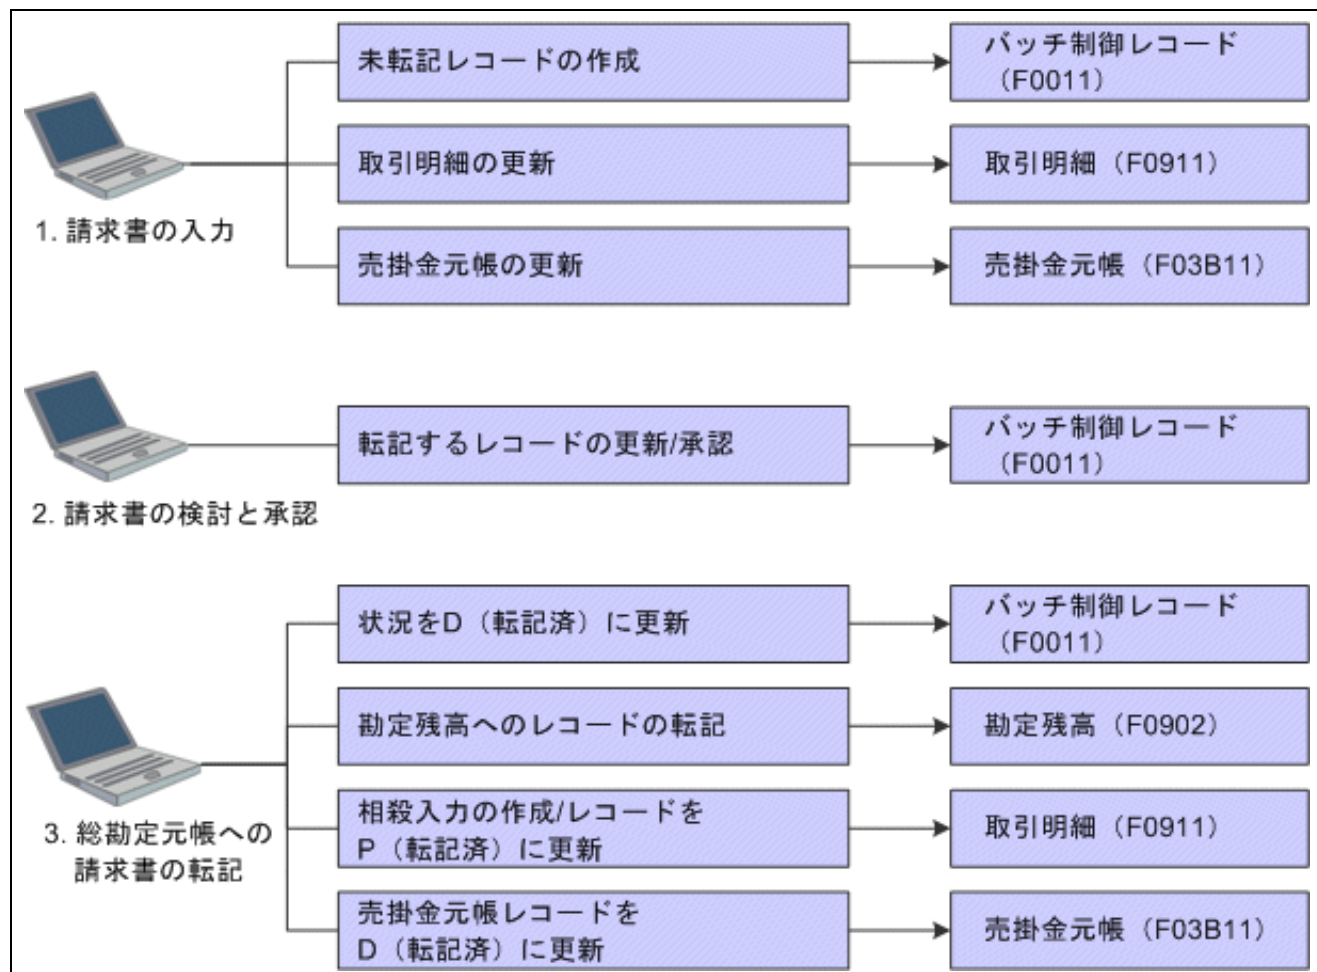 未転記レコードの作成
バッチ制御レコード
（F0011）
取引明細の更新
取引明細（F0911）
1. 請求書の入力
売掛金元帳の更新
売掛金元帳（F03B11）
転記するレコードの更新/承認
バッチ制御レコード
（F0011）
2. 請求書の検討と承認
状況をD（転記済）に更新
バッチ制御レコード
（F0011）
勘定残高へのレコードの転記
勘定残高（F0902）
3. 総勘定元帳への
請求書の転記
相殺入力の作成/レコードを
P（転記済）に更新
取引明細（F0911）
売掛金元帳レコードを
D（転記済）に更新
売掛金元帳（F03B11）